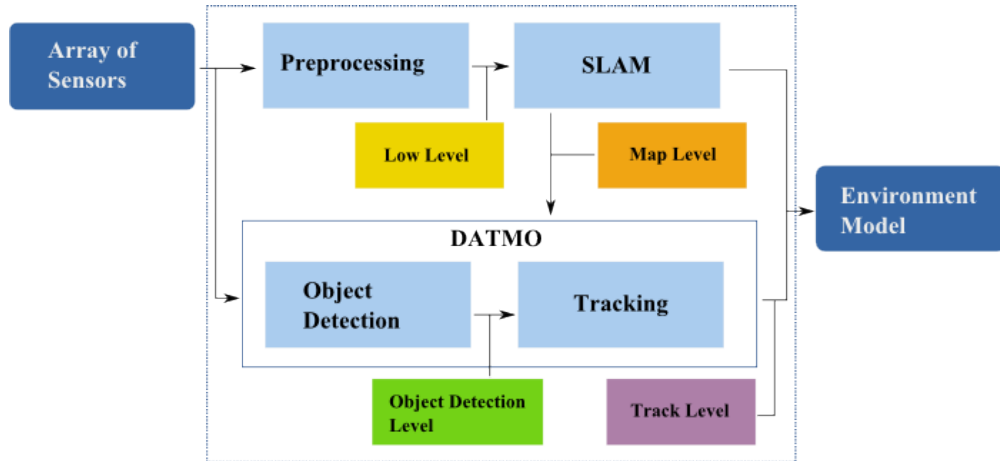 Array of
Sensors
Preprocessing
SLAM
Low Level
Map Level
Environment
Model
DATMO
Object
Detection
Tracking
Object Detection
Level
Track Level